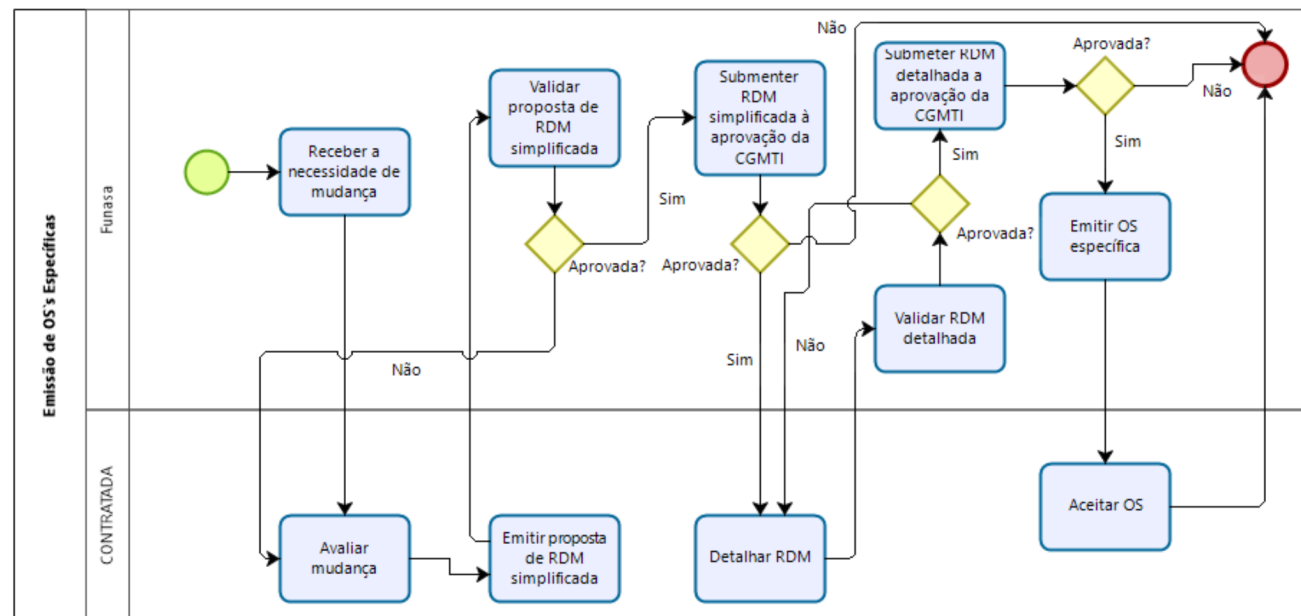 Emissão de OS`s Específicas
Funasa
CONTRATADA
Receber a
necessidade de
mudança
Validar
proposta de
RDM
simplificada
Aprovada?
Sim
Não
Submenter
RDM
simplificada à
aprovação da
CGMTI
Aprovada?
Não
Sim
Submeter RDM
detalhada a
aprovação da
CGMTI
Sim
Aprovada?
Não
Validar RDM
detalhada
Aprovada?
Não
Sim
Emitir OS
específica
Avaliar
mudança
Emitir proposta
de RDM
simplificada
Detalhar RDM
Aceitar OS